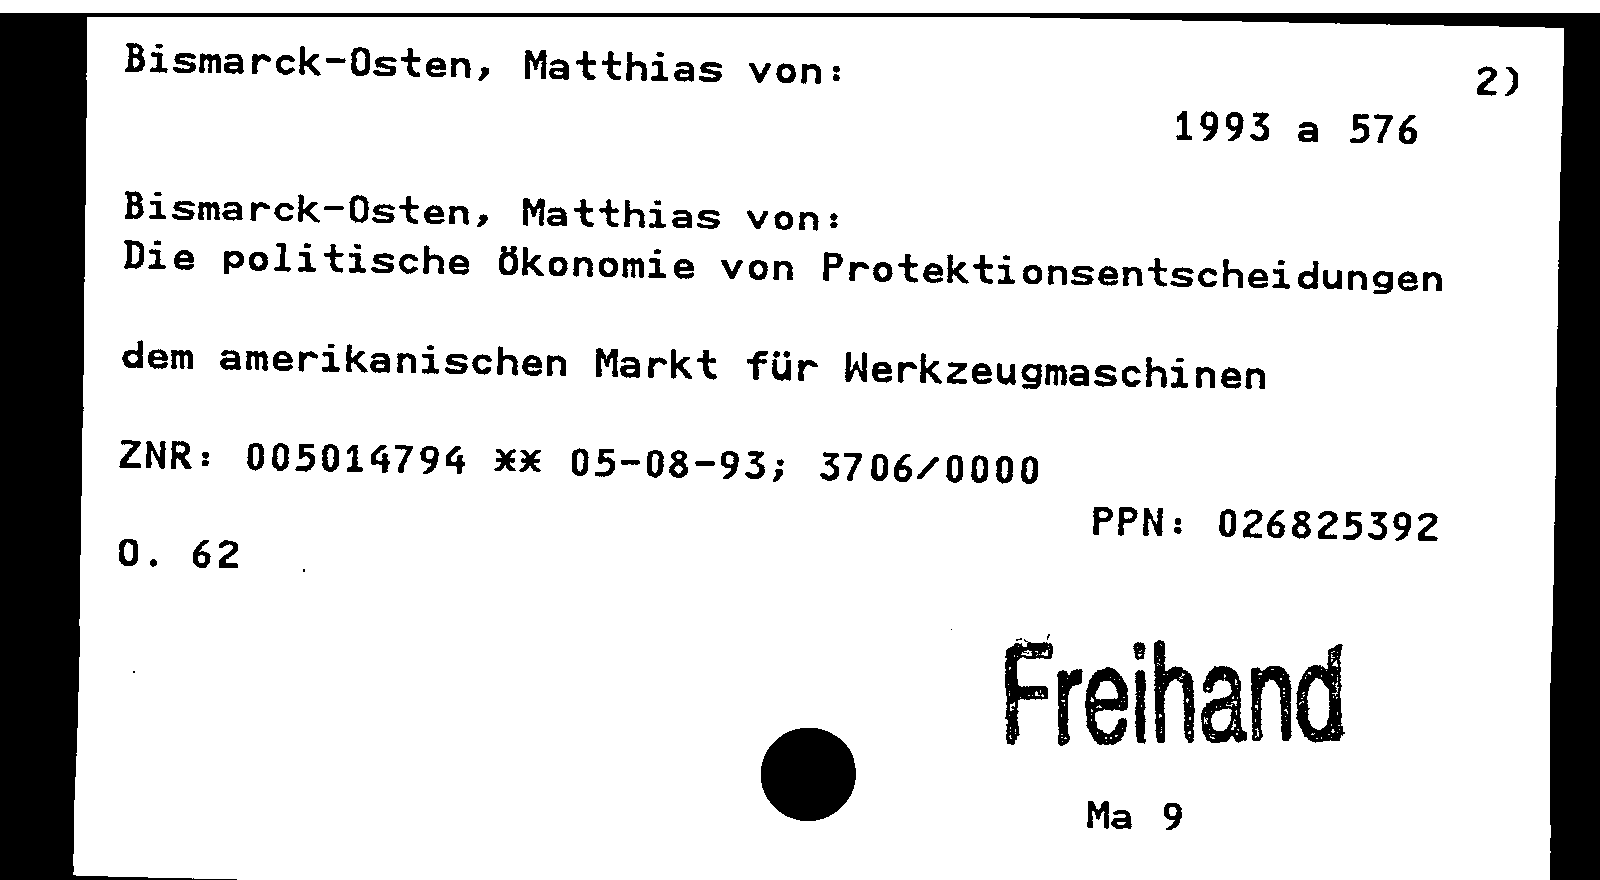 Bismarck-Osten, Matthias von:
2)
1993 a 576
Bismarck-Osten, Matthias von:
Die politische Ökonomie von Protektionsentscheidungen
dem amerikanischen Markt für Werkzeugmaschinen
ZNR: 005014794 ** 05-08-93; 3706/0000
PPN: 026825392
O. 62
Freihand
Ma 9